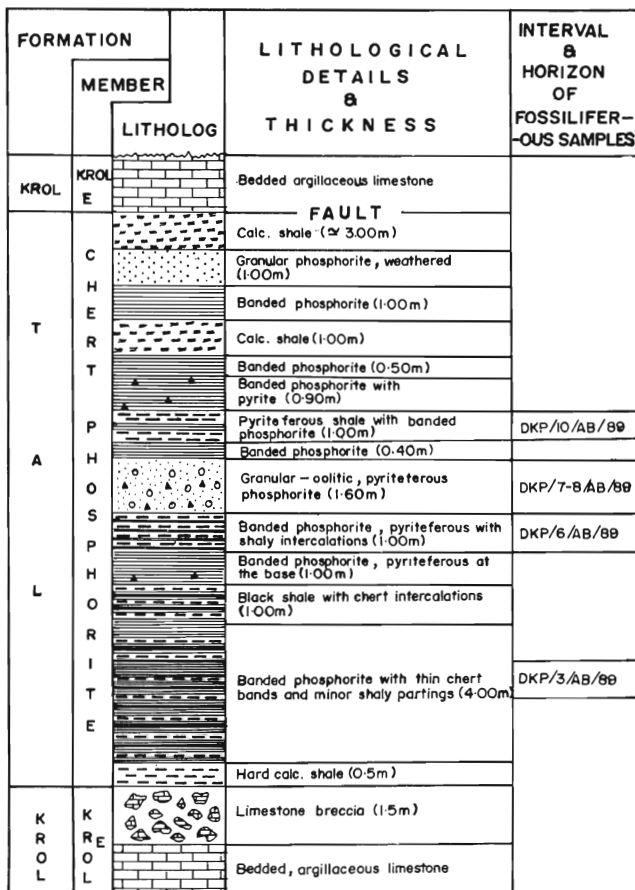 FORMATION
MEMBER
LITHOLOG
LITHOLOGICAL
DETAILS
&
THICKNESS
INTERVAL
&
HORIZON
OF
FOSSILIFER-
-OUS SAMPLES
KROL
KROL
E
Bedded argillaceous limestone
FAULT
TAL
CHERT PHOSPHORITE
Calc. shale (≃ 3.00m)
Granular phosphorite, weathered
(1·00m)
Banded phosphorite (1·00m)
Calc. shale (1·00m)
Banded phosphorite (0·50m)
Banded phosphorite with
pyrite (0·90m)
Pyriteferous shale with banded
phosphorite (1·00m)
DKP/10/AB/89
Banded phosphorite (0·40m)
Granular-oolitic, pyriteferous
phosphorite (1·60m)
DKP/7-8/AB/89
Banded phosphorite, pyriteferous with
shaly intercalations (1·00m)
DKP/6/AB/89
Banded phosphorite, pyriteferous at
the base (1·00m)
Black shale with chert intercalations
(1·00m)
Banded phosphorite with thin chert
bands and minor shaly partings (4·00m)
DKP/3/AB/89
Hard calc. shale (0·5m)
KROL
KROL
E
Limestone breccia (1·5m)
Bedded, argillaceous limestone